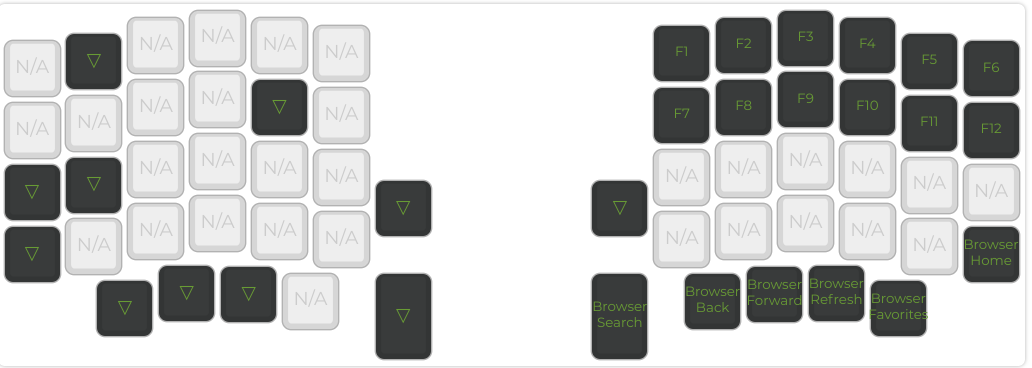 N/A ▽ N/A N/A N/A N/A F1 F2 F3 F4 F5 F6
N/A N/A N/A N/A ▽ N/A F7 F8 F9 F10 F11 F12
▽ ▽ N/A N/A N/A N/A ▽ ▽ N/A N/A N/A N/A N/A N/A
▽ N/A N/A N/A N/A N/A N/A N/A N/A N/A N/A
Browser
Home
▽ ▽ ▽ N/A ▽
Browser
Search
Browser
Back
Browser
Forward
Browser
Refresh
Browser
Favorites